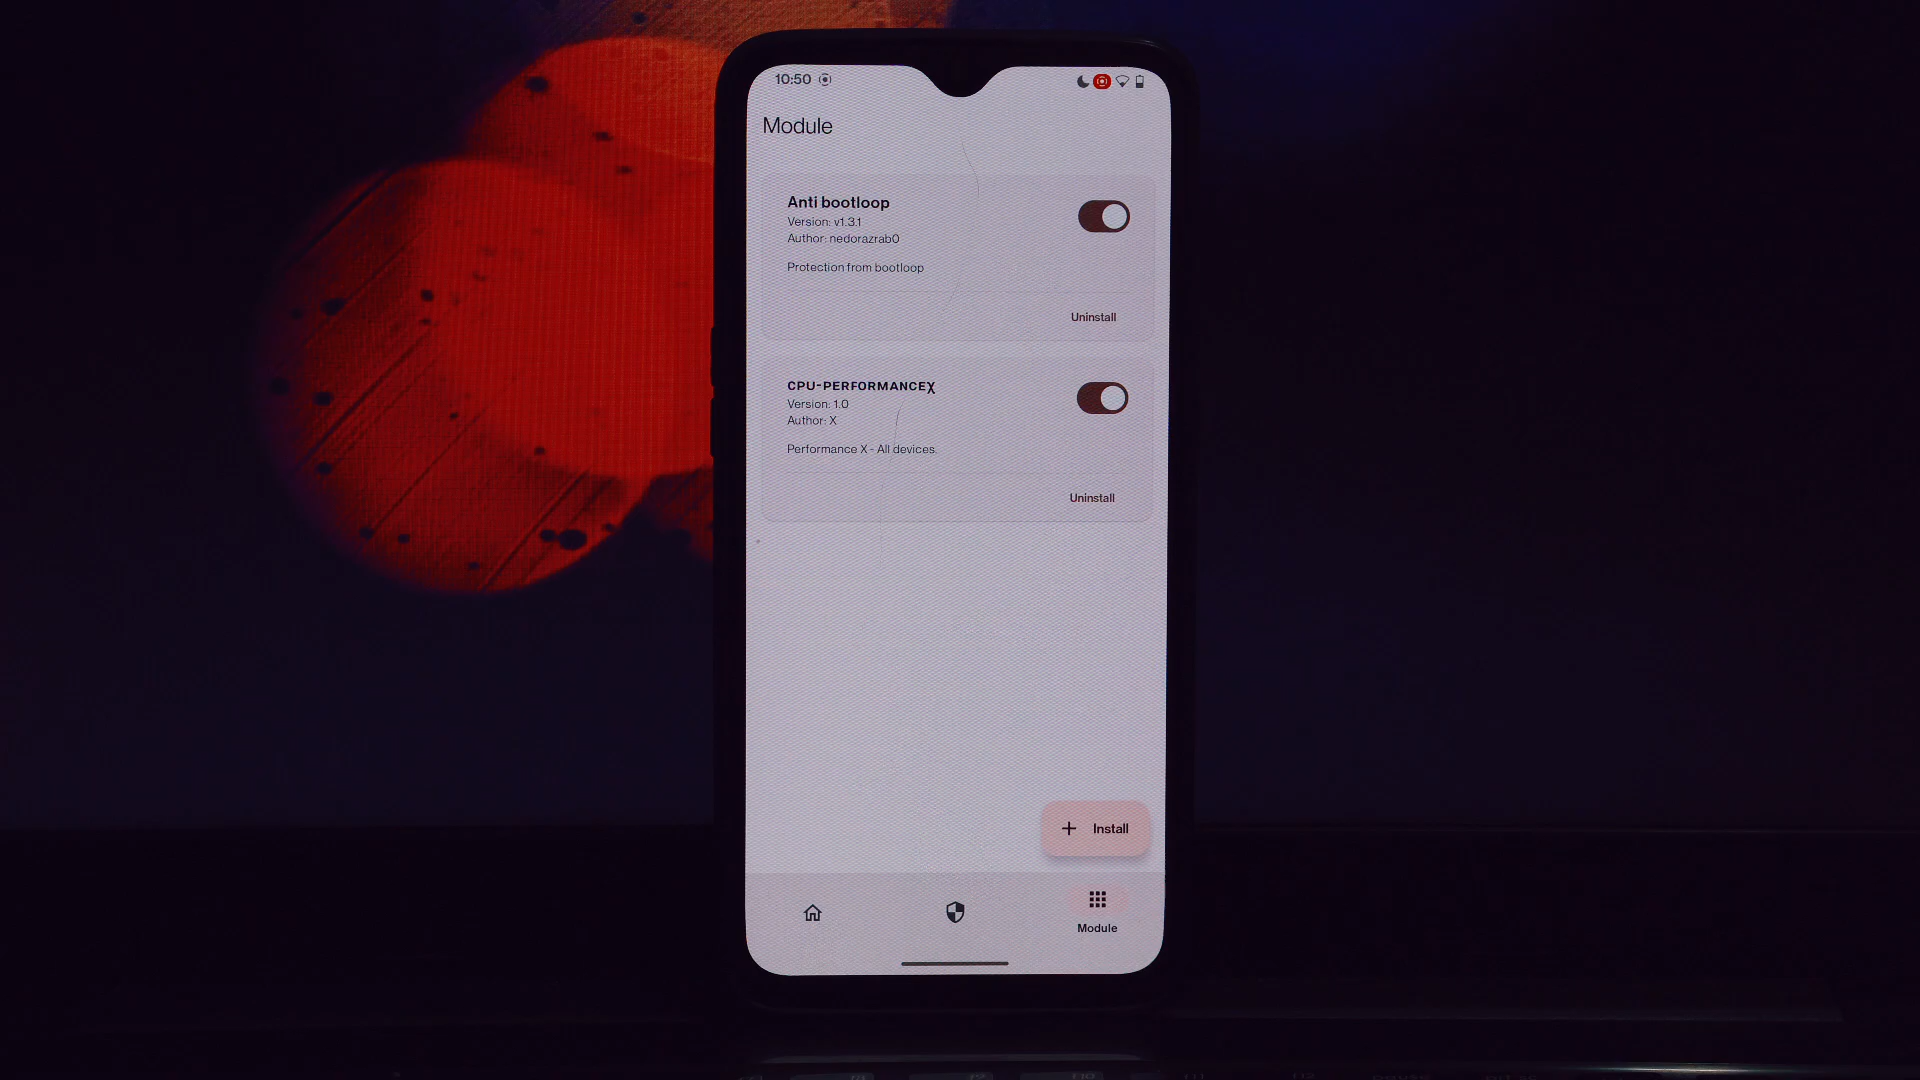 10:50
Module
Anti bootloop
Version: v1.3.1
Author: nedorazrab0
Protection from bootloop
Uninstall
CPU-PERFORMANCEX
Version: 1.0
Author: X
Performance X - All devices.
Uninstall
+ Install
Module